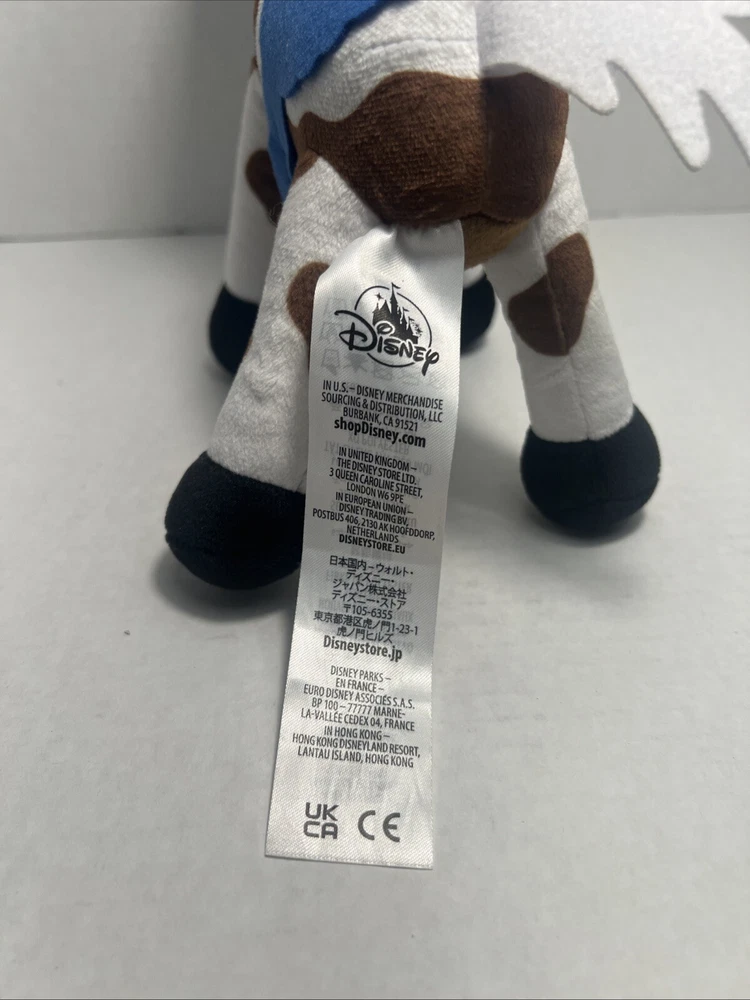 Disney
IN U.S. – DISNEY MERCHANDISE
SOURCING & DISTRIBUTION, LLC
BURBANK, CA 91521
shopDisney.com
IN UNITED KINGDOM –
THE DISNEY STORE LTD.
3 QUEEN CAROLINE STREET,
LONDON W6 9PE
IN EUROPEAN UNION –
DISNEY TRADING BV,
POSTBUS 406, 2130 AK HOOFDDORP,
NETHERLANDS
DISNEYSTORE.EU
日本国内 – ウォルト・
ディズニー・
ジャパン株式会社
ディズニー・ストア
〒105-6355
東京都港区虎ノ門1-23-1
虎ノ門ヒルズ
Disneystore.jp
DISNEY PARKS –
EN FRANCE –
EURO DISNEY ASSOCIÉS S.A.S.
BP 100 – 77777 MARNE-
LA-VALLÉE CEDEX 04, FRANCE
IN HONG KONG –
HONG KONG DISNEYLAND RESORT,
LANTAU ISLAND, HONG KONG
UK
CA CE